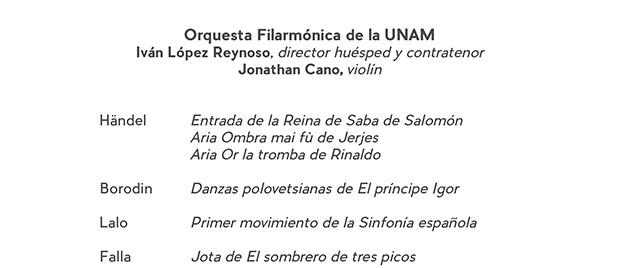 Orquesta Filarmónica de la UNAM
Iván López Reynoso, director huésped y contratenor
Jonathan Cano, violín
Händel Entrada de la Reina de Saba de Salomón
Aria Ombra mai fù de Jerjes
Aria Or la tromba de Rinaldo
Borodin Danzas polovetsianas de El príncipe Igor
Lalo Primer movimiento de la Sinfonía española
Falla Jota de El sombrero de tres picos